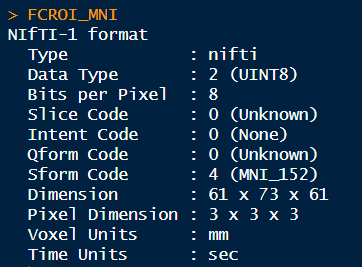 > FCROI_MNI
NIfTI-1 format
  Type            : nifti
  Data Type       : 2 (UINT8)
  Bits per Pixel  : 8
  Slice Code      : 0 (Unknown)
  Intent Code     : 0 (None)
  Qform Code      : 0 (Unknown)
  Sform Code      : 4 (MNI_152)
  Dimension       : 61 x 73 x 61
  Pixel Dimension : 3 x 3 x 3
  Voxel Units     : mm
  Time Units      : sec